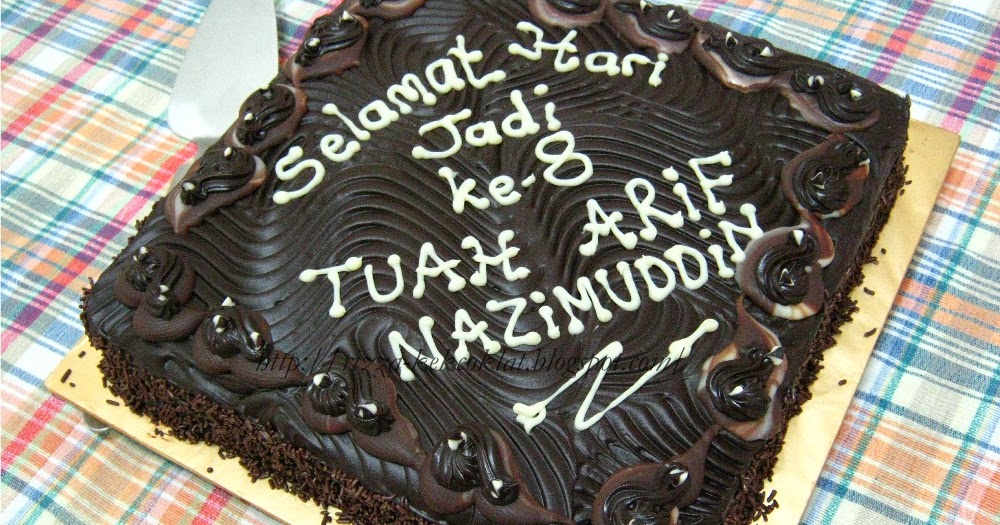 Selamat Hari
Jadi
ke-8
TUAH ARiF
NAZiMUDDiN